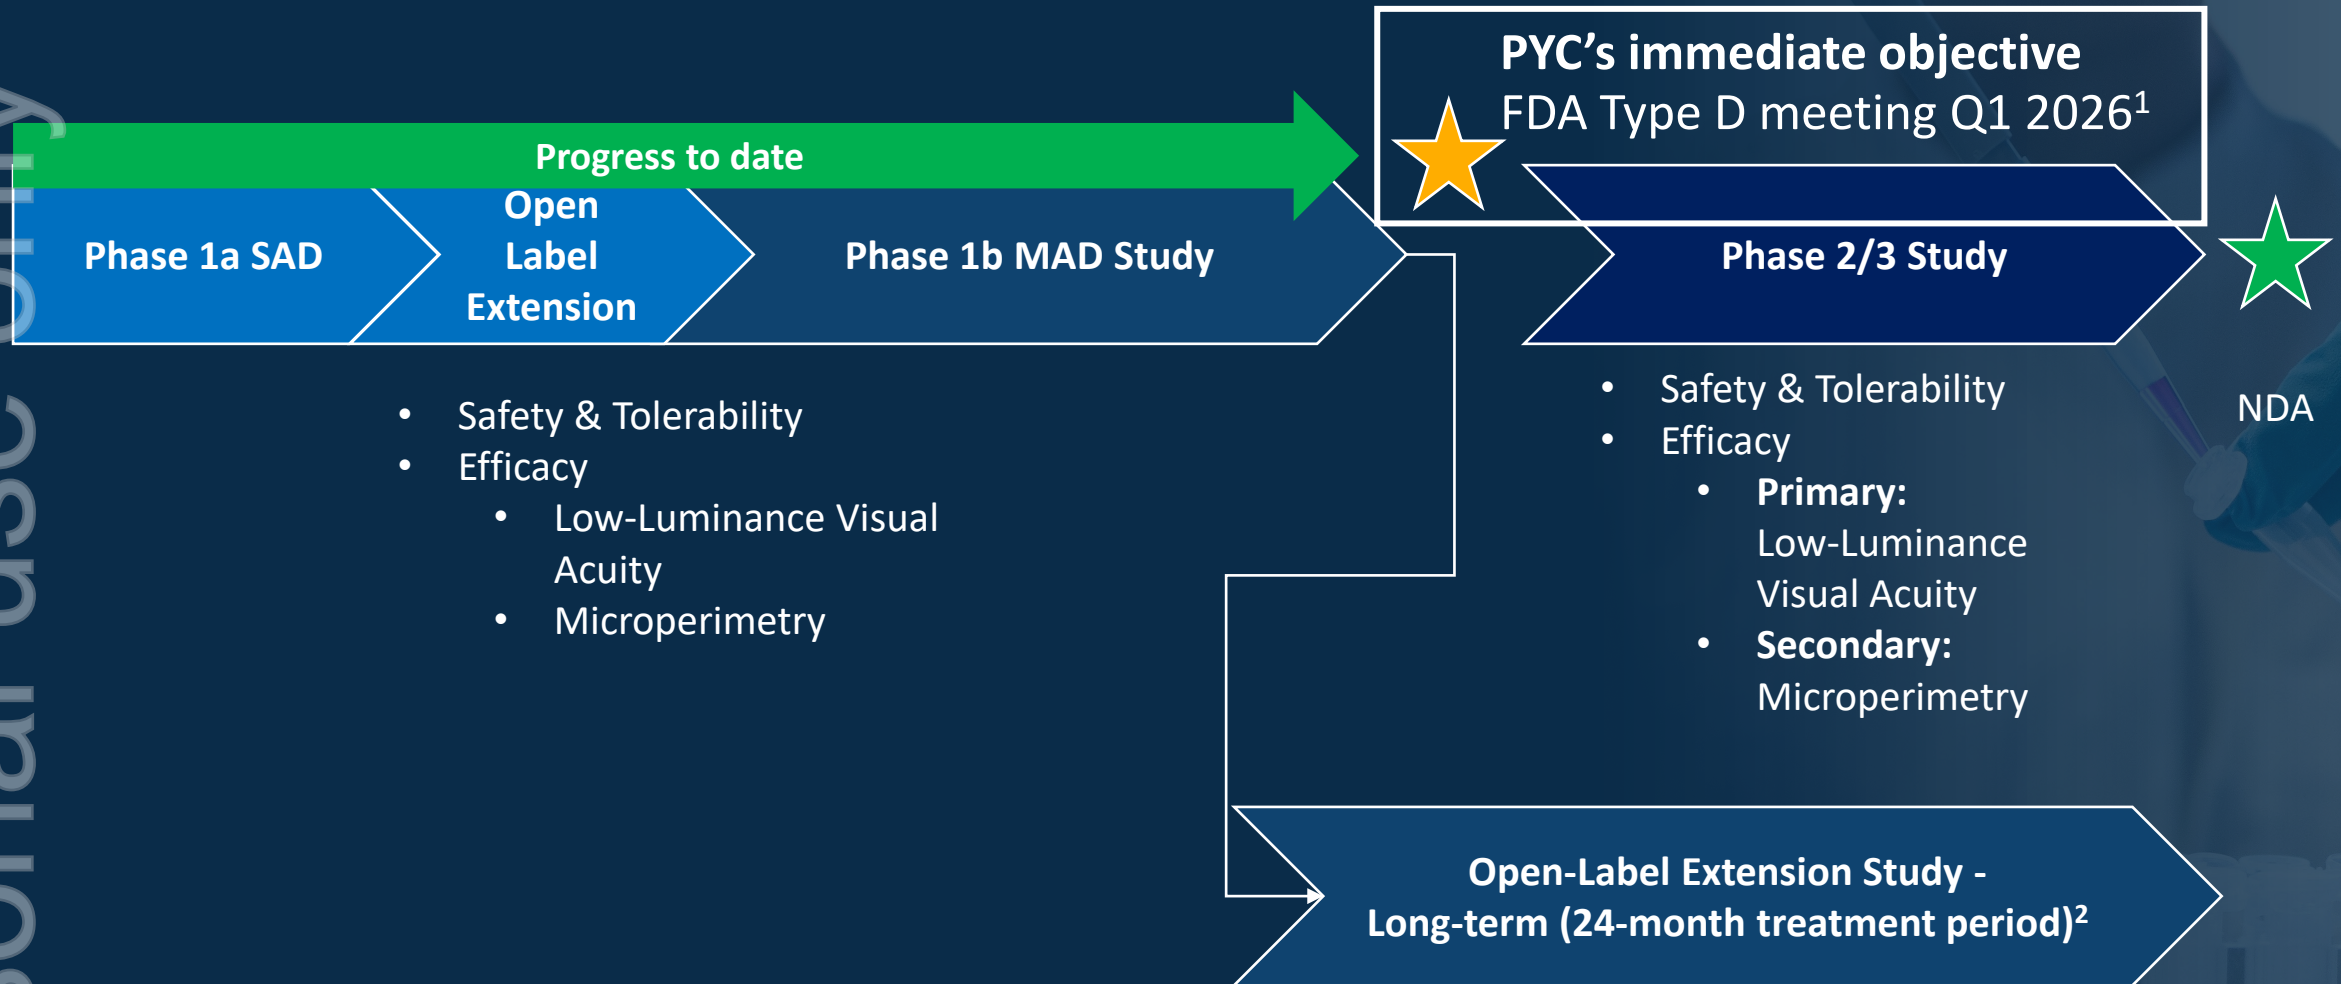 PYC’s immediate objective
FDA Type D meeting Q1 2026¹
Progress to date
Phase 1a SAD
Open
Label
Extension
Phase 1b MAD Study
Phase 2/3 Study
• Safety & Tolerability
• Efficacy
• Low-Luminance Visual
Acuity
• Microperimetry
• Safety & Tolerability
• Efficacy
• Primary:
Low-Luminance
Visual Acuity
• Secondary:
Microperimetry
NDA
Open-Label Extension Study -
Long-term (24-month treatment period)²